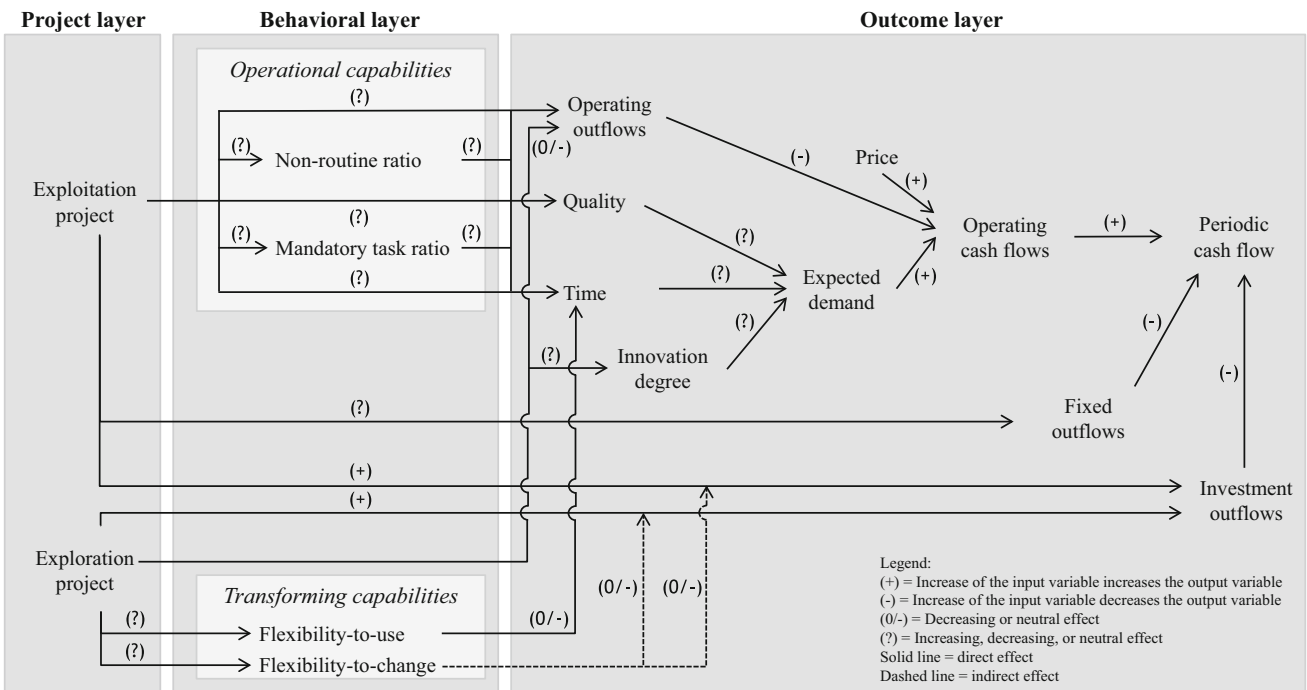 Project layer
Behavioral layer
Outcome layer
Operational capabilities
(?)
Operating
outflows
(?)
Non-routine ratio
(?)
(0/-)
(-)
Price
(+)
Exploitation
project
Quality
(?)
(?)
Mandatory task ratio
(?)
(?)
Operating
cash flows
(+)
Periodic
cash flow
(?)
Time
(?)
Expected
demand
(+)
(?)
(?)
Innovation
degree
(-)
(-)
(?)
Fixed
outflows
(+)
(+)
Investment
outflows
Exploration
project
Transforming capabilities
(?)
Flexibility-to-use
(0/-)
(?)
Flexibility-to-change
(0/-)
(0/-)
Legend:
(+) = Increase of the input variable increases the output variable
(-) = Increase of the input variable decreases the output variable
(0/-) = Decreasing or neutral effect
(?) = Increasing, decreasing, or neutral effect
Solid line = direct effect
Dashed line = indirect effect